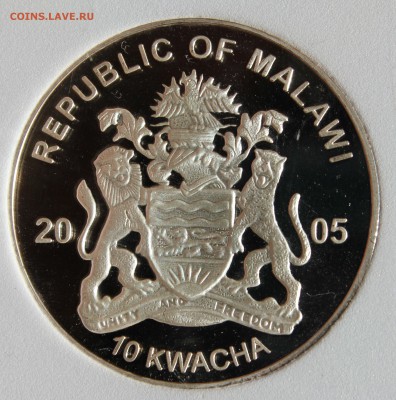 COINS.LAVE.RU
REPUBLIC OF MALAWI
20 05
UNITY AND FREEDOM
10 KWACHA